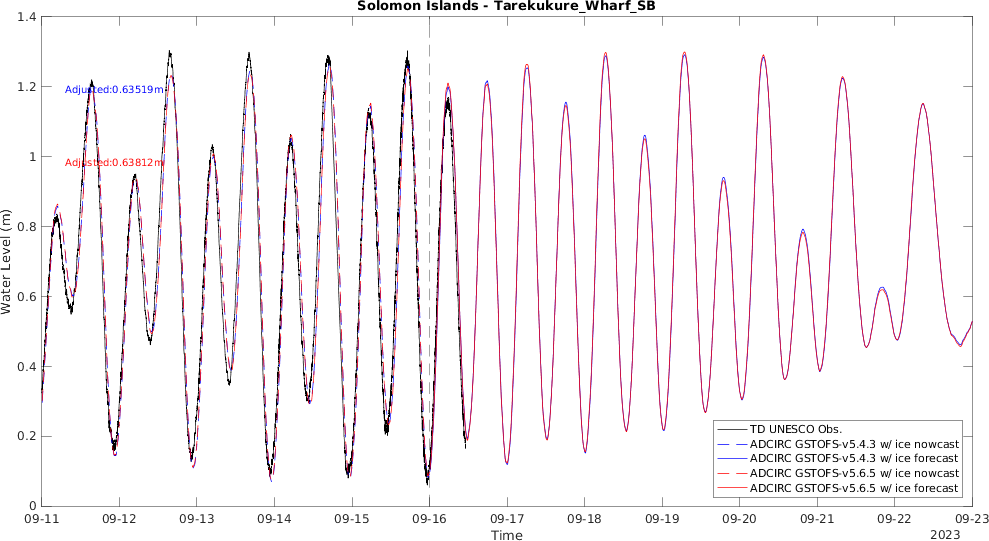 Solomon Islands - Tarekukure_Wharf_SB
1.4
1.2
1
0.8
0.6
0.4
0.2
0
Water Level (m)
Adjusted:0.63519m
Adjusted:0.63812m
TD UNESCO Obs.
ADCIRC GSTOFS-v5.4.3 w/ ice nowcast
ADCIRC GSTOFS-v5.4.3 w/ ice forecast
ADCIRC GSTOFS-v5.6.5 w/ ice nowcast
ADCIRC GSTOFS-v5.6.5 w/ ice forecast
09-11 09-12 09-13 09-14 09-15 09-16 09-17 09-18 09-19 09-20 09-21 09-22 09-23
Time
2023